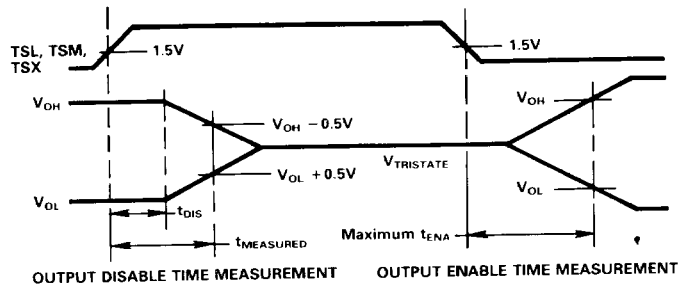 TSL, TSM,
TSX
1.5V
1.5V
VOH
VOH −0.5V
VOH
VTRISTATE
VOL +0.5V
VOL
VOL
tDIS
tMEASURED
Maximum tENA
OUTPUT DISABLE TIME MEASUREMENT
OUTPUT ENABLE TIME MEASUREMENT